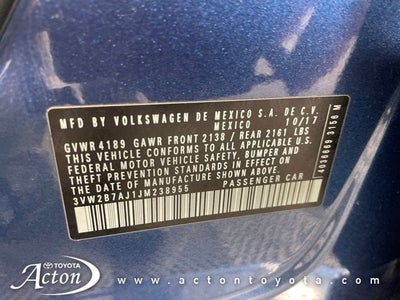 MFD BY VOLKSWAGEN DE MEXICO S.A. DE C.V.
MEXICO 10/17
GVWR4189 GAWR FRONT 2138 / REAR 2161 LBS
THIS VEHICLE CONFORMS TO ALL APPLICABLE
FEDERAL MOTOR VEHICLE SAFETY, BUMPER AND
THEFT PREVENTION STANDARDS IN EFFECT ON
THE DATE OF MANUFACTURE SHOWN ABOVE.
3VW2B7AJ1JM238955 PASSENGER CAR
TOYOTA
Acton
www.actontoyota.com